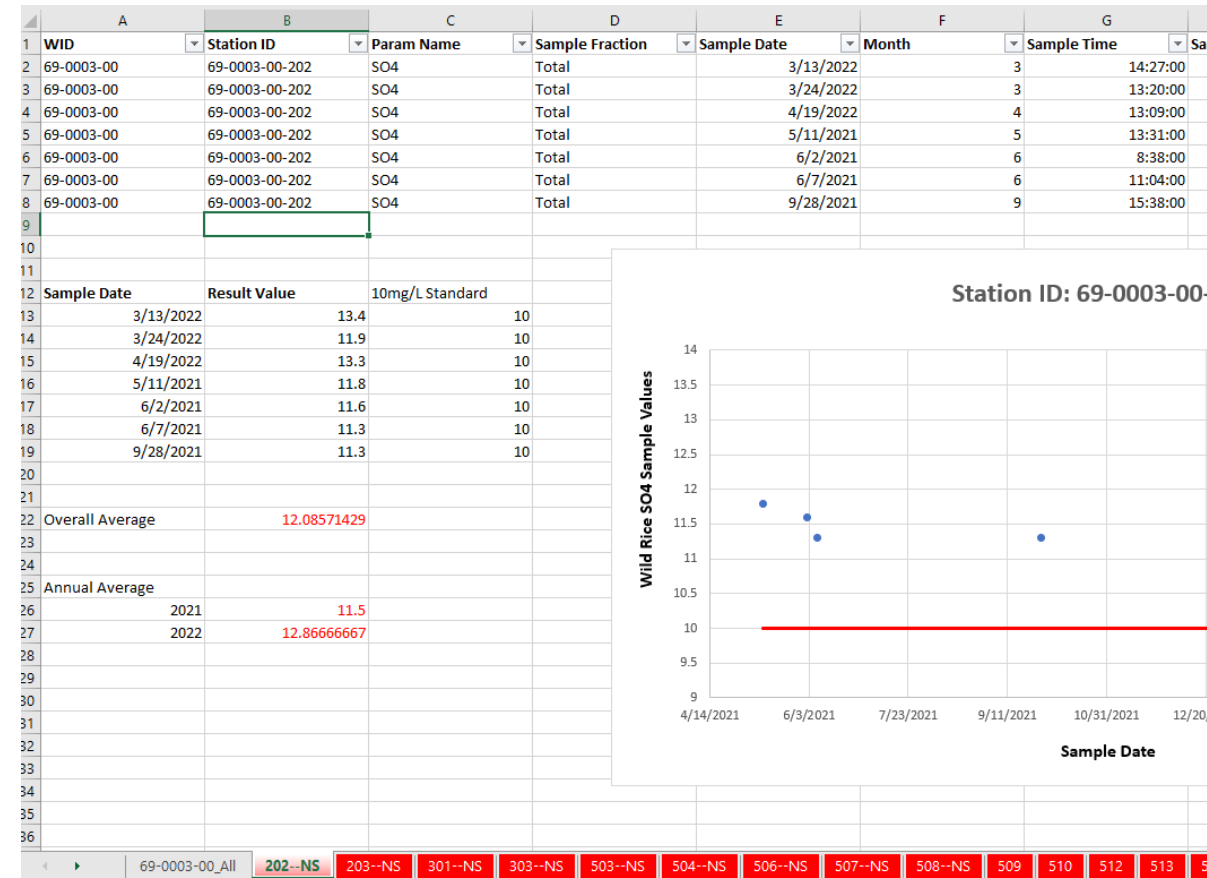 A B C D E F G
1 WID Station ID Param Name Sample Fraction Sample Date Month Sample Time Sa
2 69-0003-00 69-0003-00-202 SO4 Total 3/13/2022 3 14:27:00
3 69-0003-00 69-0003-00-202 SO4 Total 3/24/2022 3 13:20:00
4 69-0003-00 69-0003-00-202 SO4 Total 4/19/2022 4 13:09:00
5 69-0003-00 69-0003-00-202 SO4 Total 5/11/2021 5 13:31:00
6 69-0003-00 69-0003-00-202 SO4 Total 6/2/2021 6 8:38:00
7 69-0003-00 69-0003-00-202 SO4 Total 6/7/2021 6 11:04:00
8 69-0003-00 69-0003-00-202 SO4 Total 9/28/2021 9 15:38:00
9
10
11
12 Sample Date Result Value 10mg/L Standard
13 3/13/2022 13.4 10
14 3/24/2022 11.9 10
15 4/19/2022 13.3 10
16 5/11/2021 11.8 10
17 6/2/2021 11.6 10
18 6/7/2021 11.3 10
19 9/28/2021 11.3 10
20
21
22 Overall Average 12.08571429
23
24
25 Annual Average
26 2021 11.5
27 2022 12.86666667
28
29
30
31
32
33
34
35
36
Station ID: 69-0003-00-
Wild Rice SO4 Sample Values
14
13.5
13
12.5
12
11.5
11
10.5
10
9.5
9
4/14/2021 6/3/2021 7/23/2021 9/11/2021 10/31/2021 12/20/
Sample Date
69-0003-00_All 202--NS 203--NS 301--NS 303--NS 503--NS 504--NS 506--NS 507--NS 508--NS 509 510 512 513 5